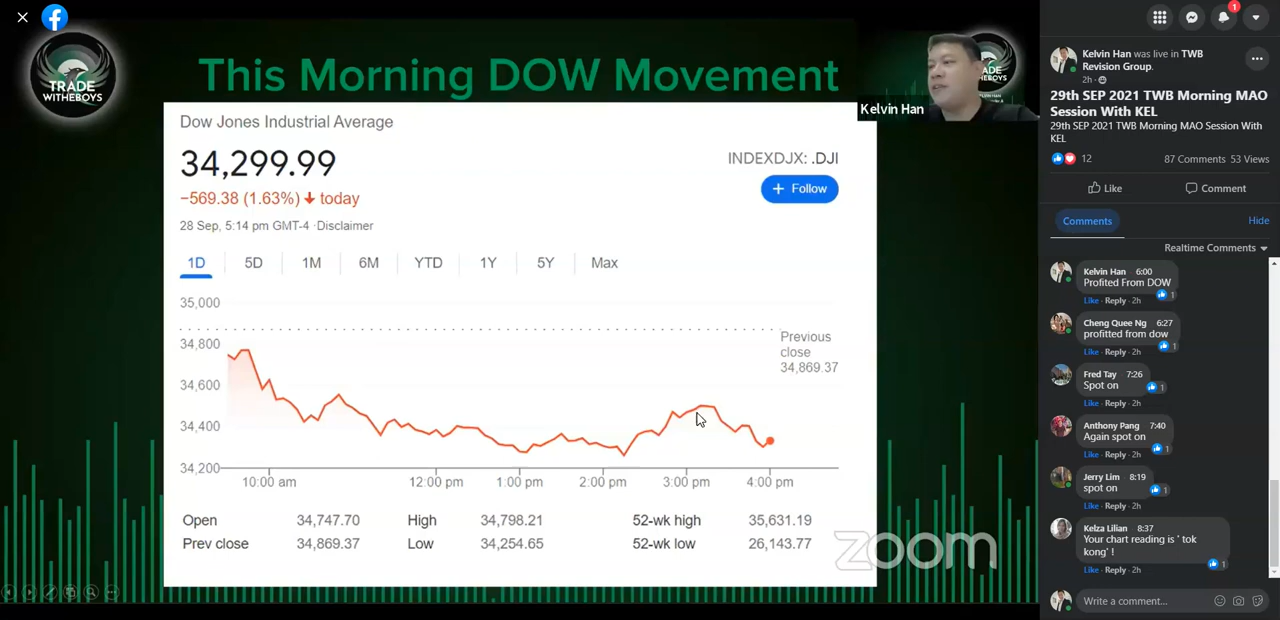 TRADE
WITHEBOYS
This Morning DOW Movement
Kelvin Han
Dow Jones Industrial Average
34,299.99
−569.38 (1.63%) ↓ today
28 Sep, 5:14 pm GMT-4 · Disclaimer
INDEXDJX: .DJI
+ Follow
1D
5D
1M
6M
YTD
1Y
5Y
Max
35,000
34,800
34,600
34,400
34,200
Previous
close
34,869.37
10:00 am
12:00 pm
1:00 pm
2:00 pm
3:00 pm
4:00 pm
Open 34,747.70 High 34,798.21 52-wk high 35,631.19
Prev close 34,869.37 Low 34,254.65 52-wk low 26,143.77
zoom
1
Kelvin Han was live in TWB
Revision Group.
2h
29th SEP 2021 TWB Morning MAO
Session With KEL
29th SEP 2021 TWB Morning MAO Session With
KEL
12 87 Comments 53 Views
Like Comment
Comments Hide
Realtime Comments
Kelvin Han 6:00
Profited From DOW
1
Like · Reply · 2h
Cheng Quee Ng 6:27
profitted from dow
1
Like · Reply · 2h
Fred Tay 7:26
Spot on
1
Like · Reply · 2h
Anthony Pang 7:40
Again spot on
1
Like · Reply · 2h
Jerry Lim 8:19
spot on
1
Like · Reply · 2h
Kelza Lilian 8:37
Your chart reading is ' tok
kong' !
1
Like · Reply · 2h
Write a comment...